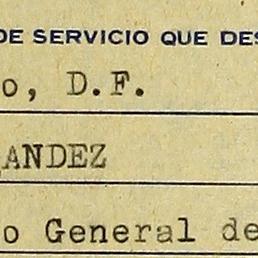 DE SERVICIO QUE DES
o, D.F.
ANDEZ
o General de